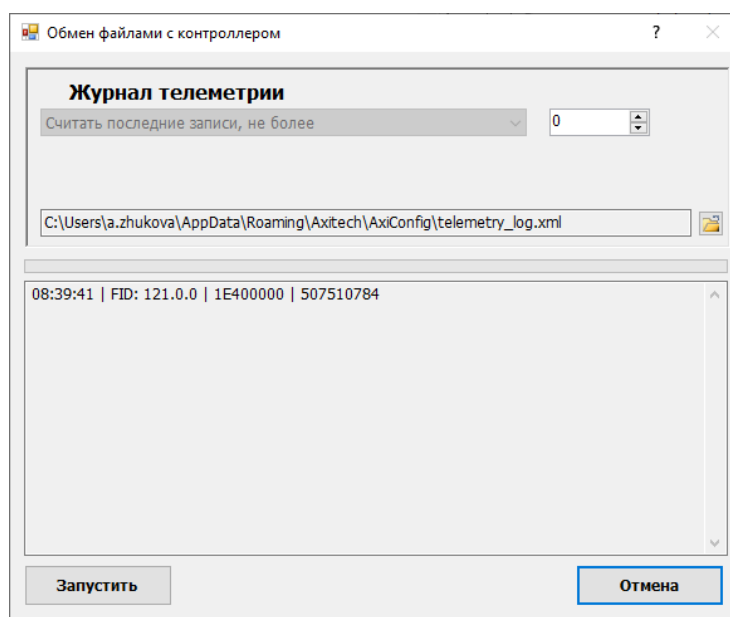 Обмен файлами с контроллером ?
Журнал телеметрии
Считать последние записи, не более 0
C:\Users\a.zhukova\AppData\Roaming\Axitech\AxiConfig\telemetry_log.xml
08:39:41 | FID: 121.0.0 | 1E400000 | 507510784
Запустить Отмена